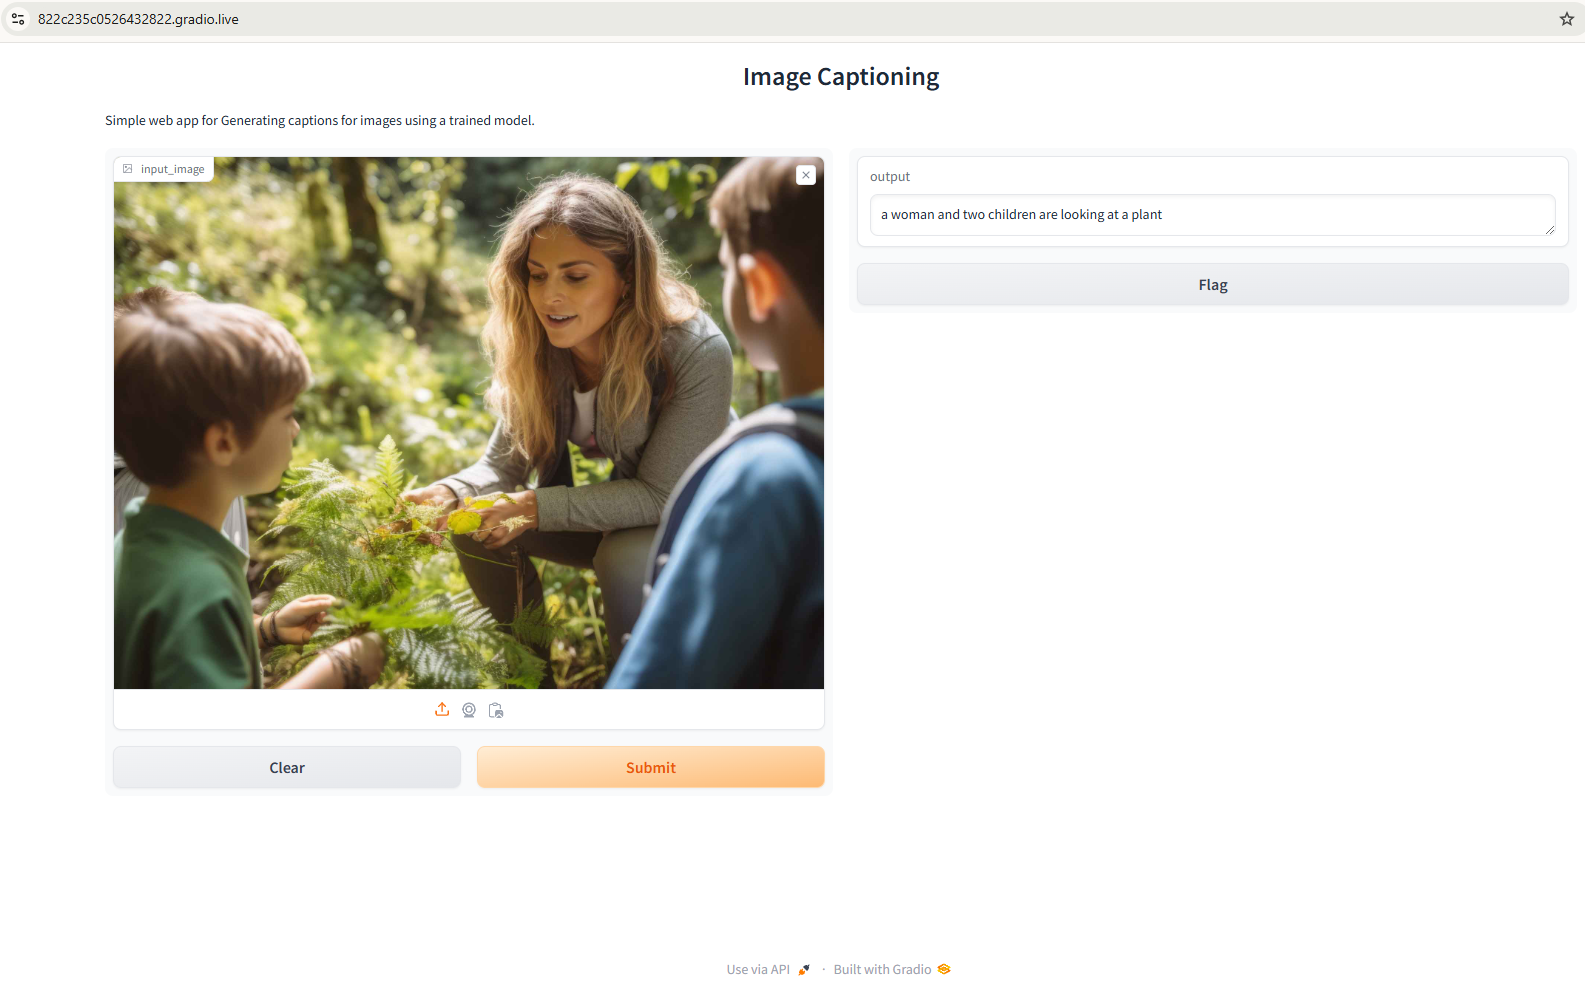 822c235c0526432822.gradio.live
Image Captioning
Simple web app for Generating captions for images using a trained model.
input_image
output
a woman and two children are looking at a plant
Flag
Clear
Submit
Use via API · Built with Gradio